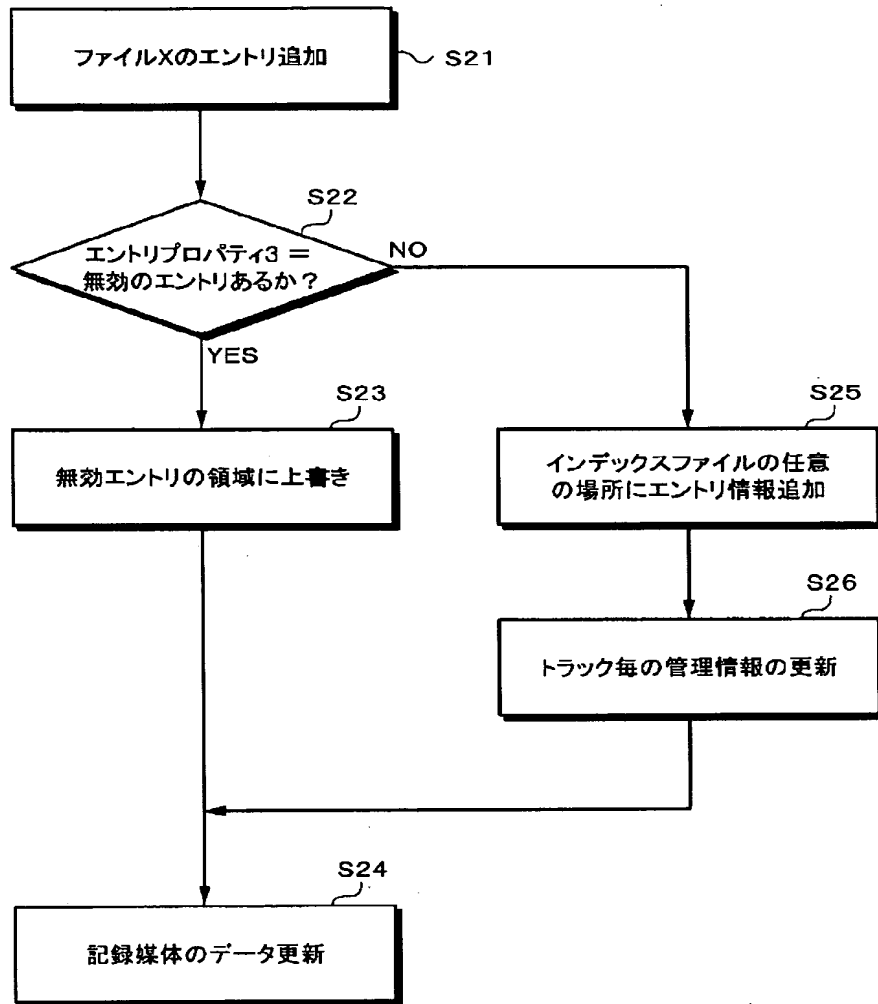 ファイルXのエントリ追加
S21
S22
エントリプロパティ3 =
無効のエントリあるか？
NO
YES
S23
無効エントリの領域に上書き
S25
インデックスファイルの任意
の場所にエントリ情報追加
S26
トラック毎の管理情報の更新
S24
記録媒体のデータ更新